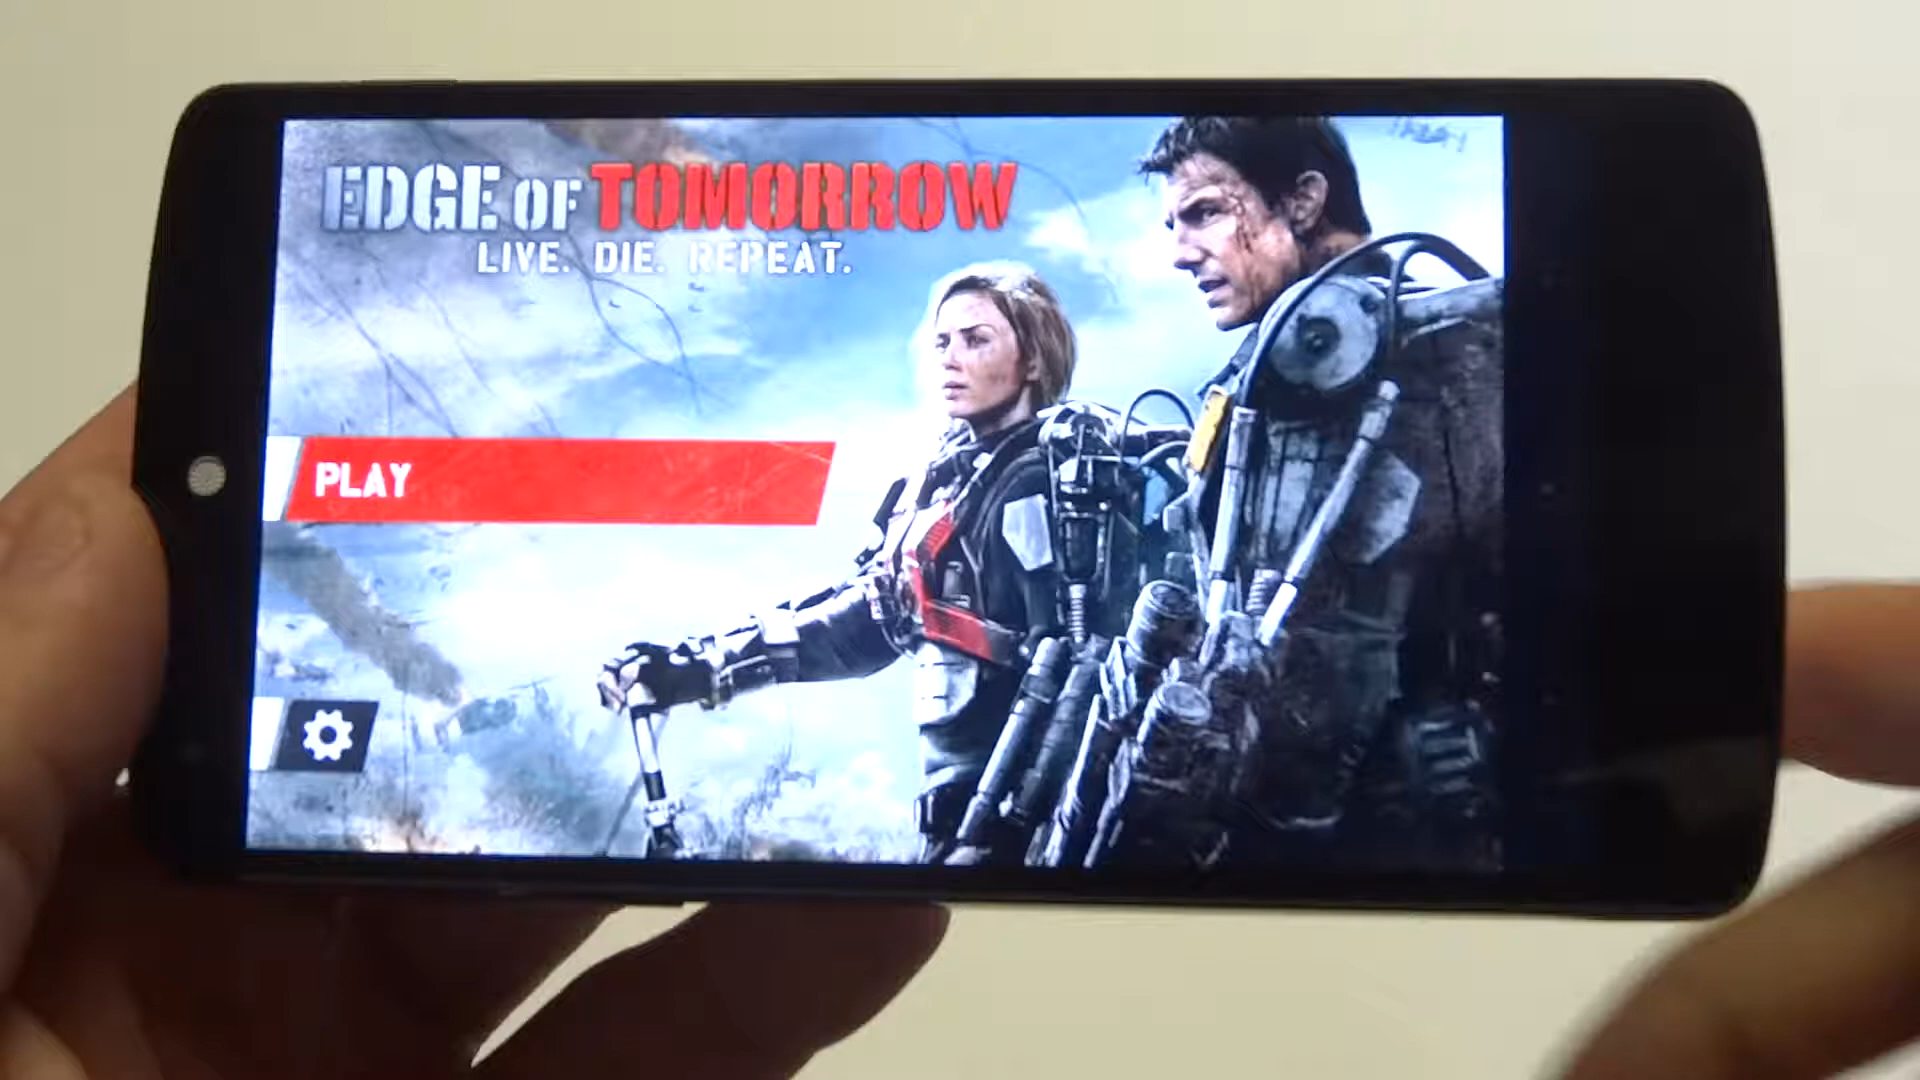 EDGE OF TOMORROW
LIVE. DIE. REPEAT.
PLAY